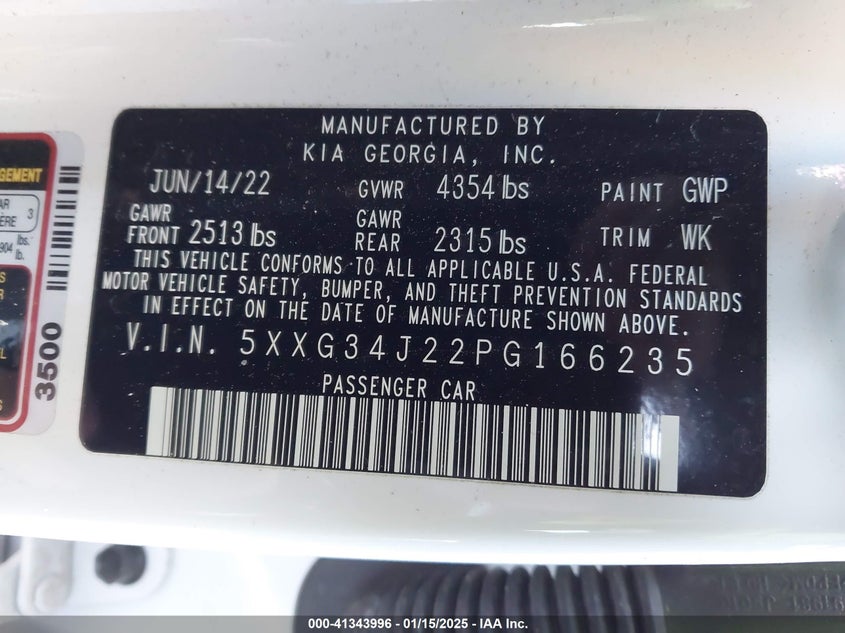 MANUFACTURED BY
KIA GEORGIA, INC.
JUN/14/22 GVWR 4354 lbs PAINT GWP
GAWR FRONT 2513 lbs GAWR REAR 2315 lbs TRIM WK
THIS VEHICLE CONFORMS TO ALL APPLICABLE U.S.A. FEDERAL
MOTOR VEHICLE SAFETY, BUMPER, AND THEFT PREVENTION STANDARDS
IN EFFECT ON THE DATE OF MANUFACTURE SHOWN ABOVE.
V.I.N. 5XXG34J22PG166235
PASSENGER CAR
3
lbs.
lb.
3500
000-41343996 - 01/15/2025 - IAA Inc.